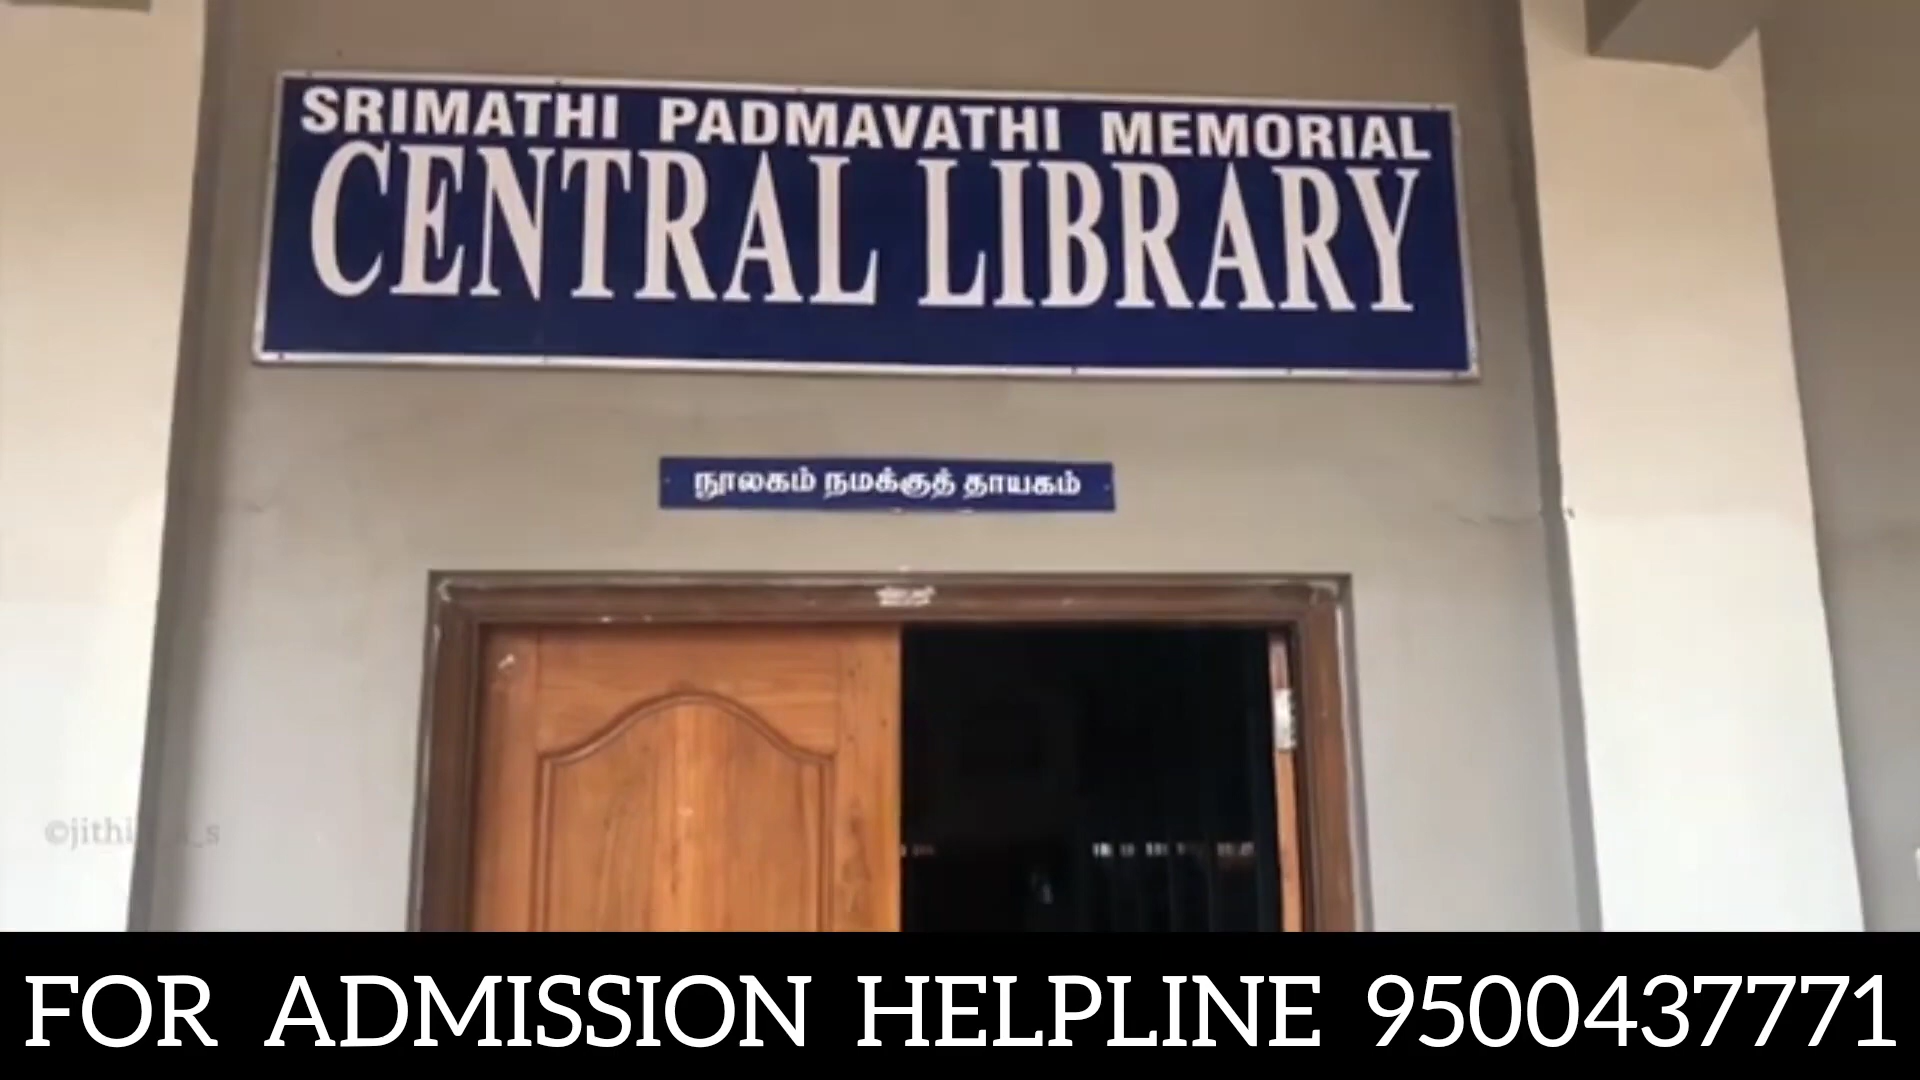 SRIMATHI PADMAVATHI MEMORIAL
CENTRAL LIBRARY
நூலகம் நமக்குத் தாயகம்
FOR ADMISSION HELPLINE 9500437771